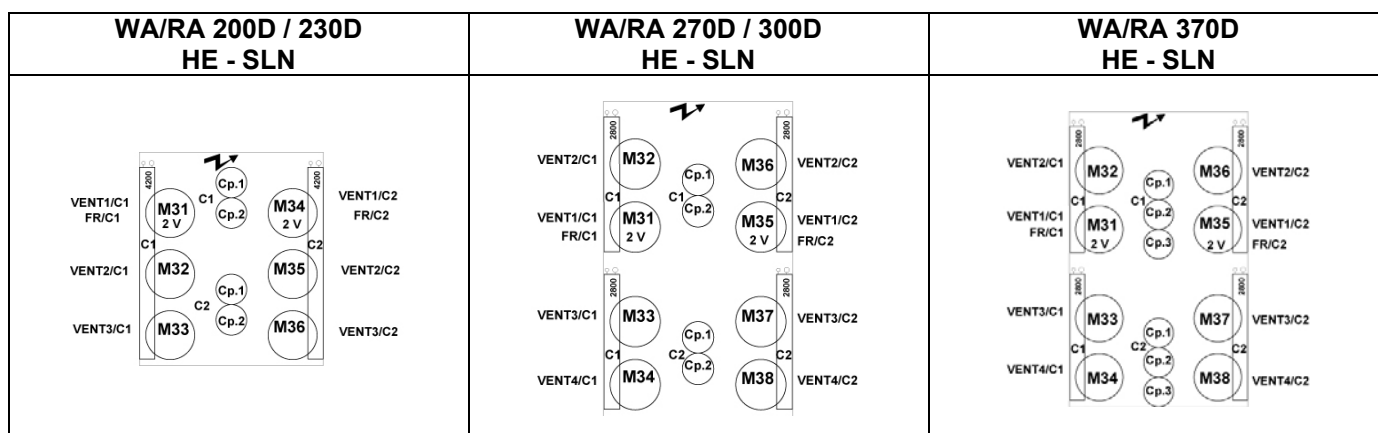 WA/RA 200D / 230D
HE - SLN
WA/RA 270D / 300D
HE - SLN
WA/RA 370D
HE - SLN
4200
4200
Cp.1
C1
Cp.2
VENT1/C1
FR/C1
M31
2 V
M34
2 V
VENT1/C2
FR/C2
C1
C2
VENT2/C1
M32
M35
VENT2/C2
Cp.1
C2
Cp.2
VENT3/C1
M33
M36
VENT3/C2
2800
2800
VENT2/C1
M32
M36
VENT2/C2
Cp.1
C1
C1
Cp.2
C2
VENT1/C1
FR/C1
M31
2 V
M35
2 V
VENT1/C2
FR/C2
2800
2800
VENT3/C1
M33
M37
VENT3/C2
Cp.1
C1
C2
Cp.2
C2
VENT4/C1
M34
M38
VENT4/C2
2800
2800
VENT2/C1
M32
M36
VENT2/C2
Cp.1
C1
C1
Cp.2
C2
Cp.3
VENT1/C1
FR/C1
M31
2 V
M35
2 V
VENT1/C2
FR/C2
2800
2800
VENT3/C1
M33
M37
VENT3/C2
Cp.1
C1
C2
Cp.2
C2
Cp.3
VENT4/C1
M34
M38
VENT4/C2